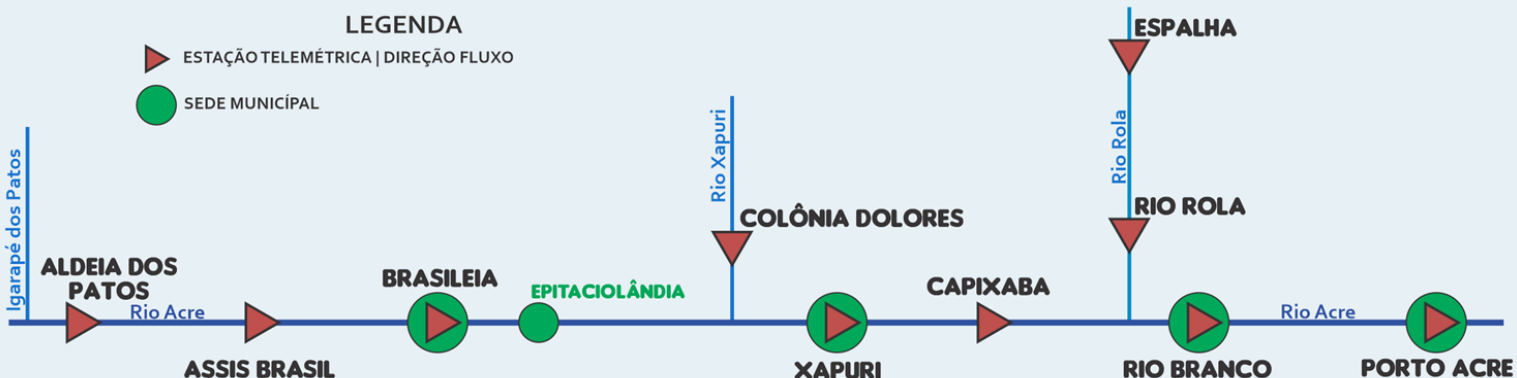 LEGENDA
ESTAÇÃO TELEMÉTRICA | DIREÇÃO FLUXO
SEDE MUNICÍPAL
Igarapé dos Patos
ALDEIA DOS
PATOS
Rio Acre
ASSIS BRASIL
BRASILEIA
EPITACIOLÂNDIA
Rio Xapuri
COLÔNIA DOLORES
XAPURI
CAPIXABA
ESPALHA
Rio Rola
RIO ROLA
RIO BRANCO
Rio Acre
PORTO ACRE